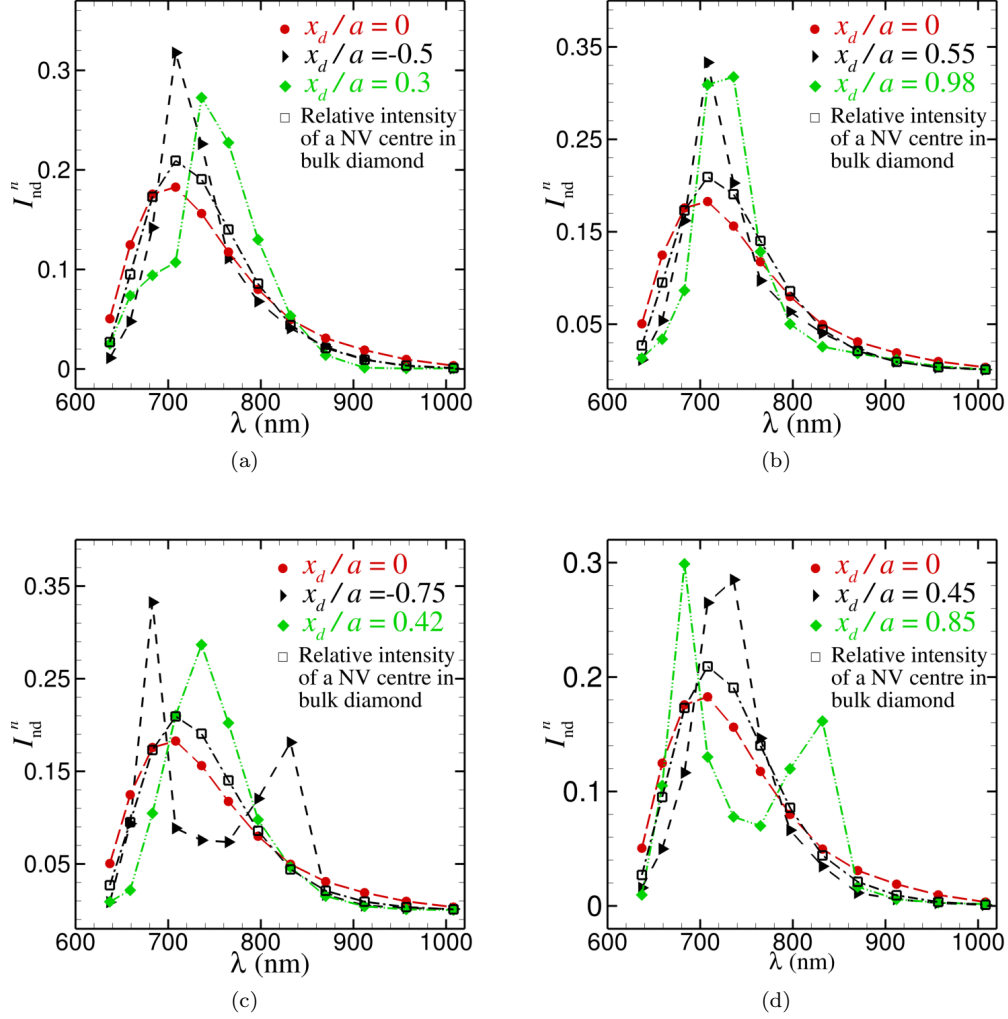 x_d/a = 0
x_d/a = -0.5
x_d/a = 0.3
Relative intensity
of a NV centre in
bulk diamond
I_nd^n
0.3
0.2
0.1
0
600 700 800 900 1000
λ (nm)
(a)
x_d/a = 0
x_d/a = 0.55
x_d/a = 0.98
Relative intensity
of a NV centre in
bulk diamond
I_nd^n
0.35
0.25
0.15
0.05
600 700 800 900 1000
λ (nm)
(b)
x_d/a = 0
x_d/a = -0.75
x_d/a = 0.42
Relative intensity
of a NV centre in
bulk diamond
I_nd^n
0.35
0.25
0.15
0.05
600 700 800 900 1000
λ (nm)
(c)
x_d/a = 0
x_d/a = 0.45
x_d/a = 0.85
Relative intensity
of a NV centre in
bulk diamond
I_nd^n
0.3
0.2
0.1
0
600 700 800 900 1000
λ (nm)
(d)